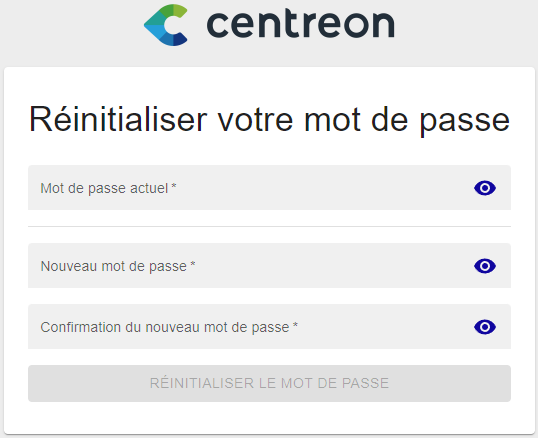 centreon
Réinitialiser votre mot de passe
Mot de passe actuel *
Nouveau mot de passe *
Confirmation du nouveau mot de passe *
RÉINITIALISER LE MOT DE PASSE